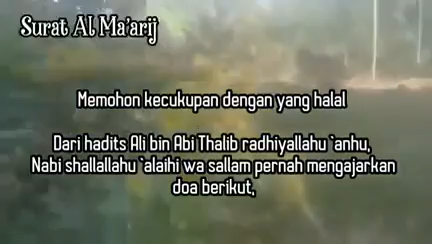 Surat Al Ma'arij
Memohon kecukupan dengan yang halal
Dari hadits Ali bin Abi Thalib radhiyallahu `anhu,
Nabi shallallahu `alaihi wa sallam pernah mengajarkan
doa berikut,